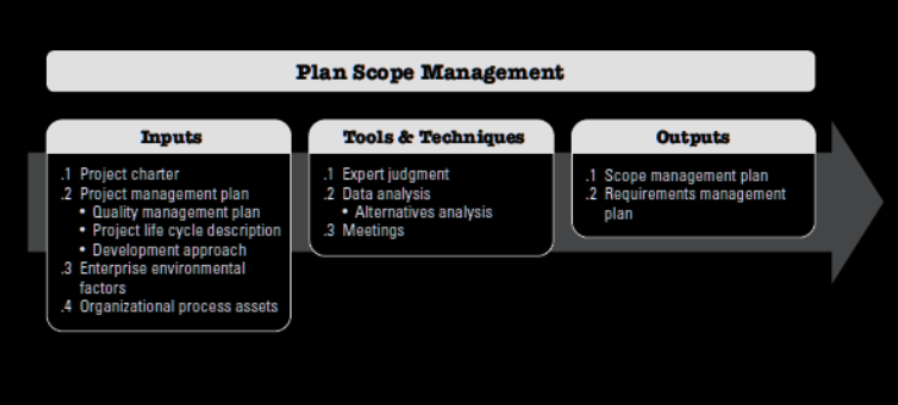 Plan Scope Management
Inputs
.1 Project charter
.2 Project management plan
• Quality management plan
• Project life cycle description
• Development approach
.3 Enterprise environmental
factors
.4 Organizational process assets
Tools & Techniques
.1 Expert judgment
.2 Data analysis
• Alternatives analysis
.3 Meetings
Outputs
.1 Scope management plan
.2 Requirements management
plan